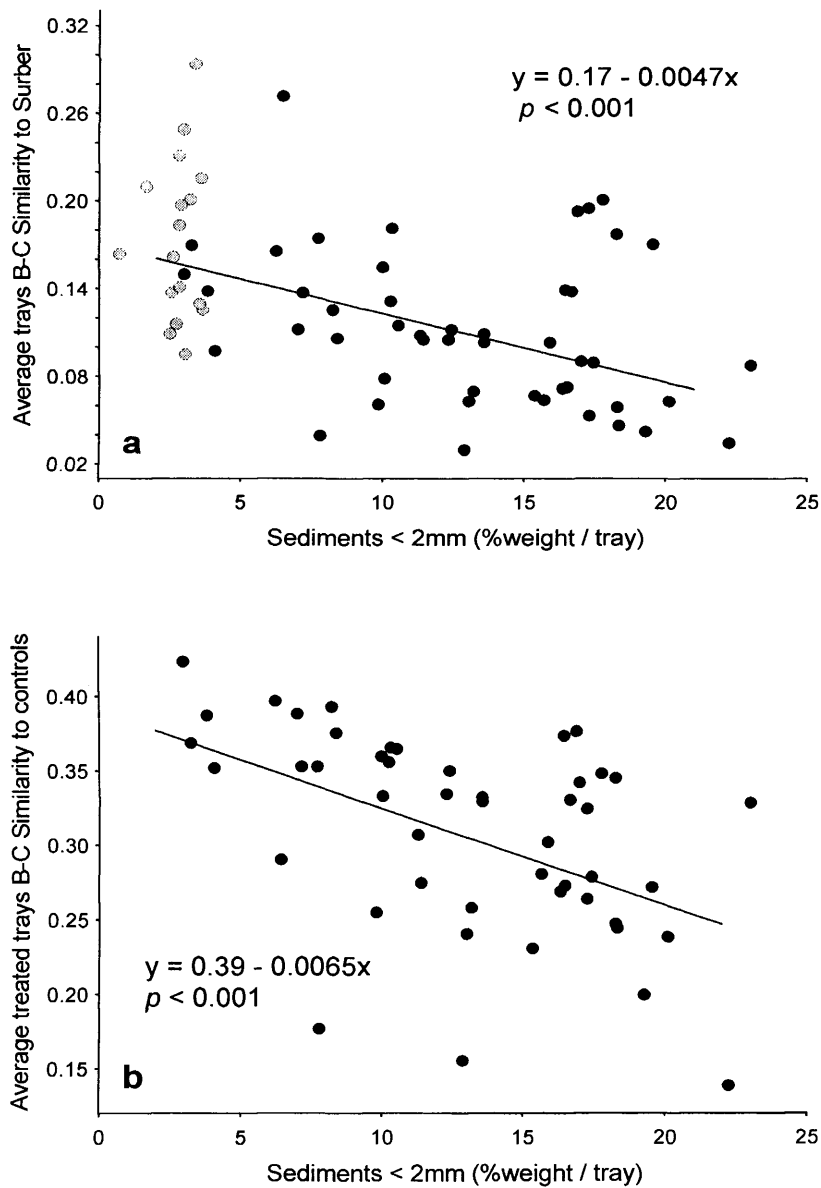 0.32
0.26
0.20
0.14
0.08
0.02
Average trays B-C Similarity to Surber
y = 0.17 - 0.0047x
p < 0.001
a
0 5 10 15 20 25
Sediments < 2mm (%weight / tray)
0.40
0.35
0.30
0.25
0.20
0.15
Average treated trays B-C Similarity to controls
y = 0.39 - 0.0065x
p < 0.001
b
0 5 10 15 20 25
Sediments < 2mm (%weight / tray)